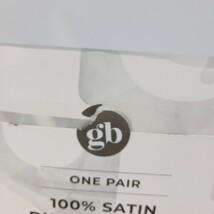 gb
ONE PAIR
100% SATIN